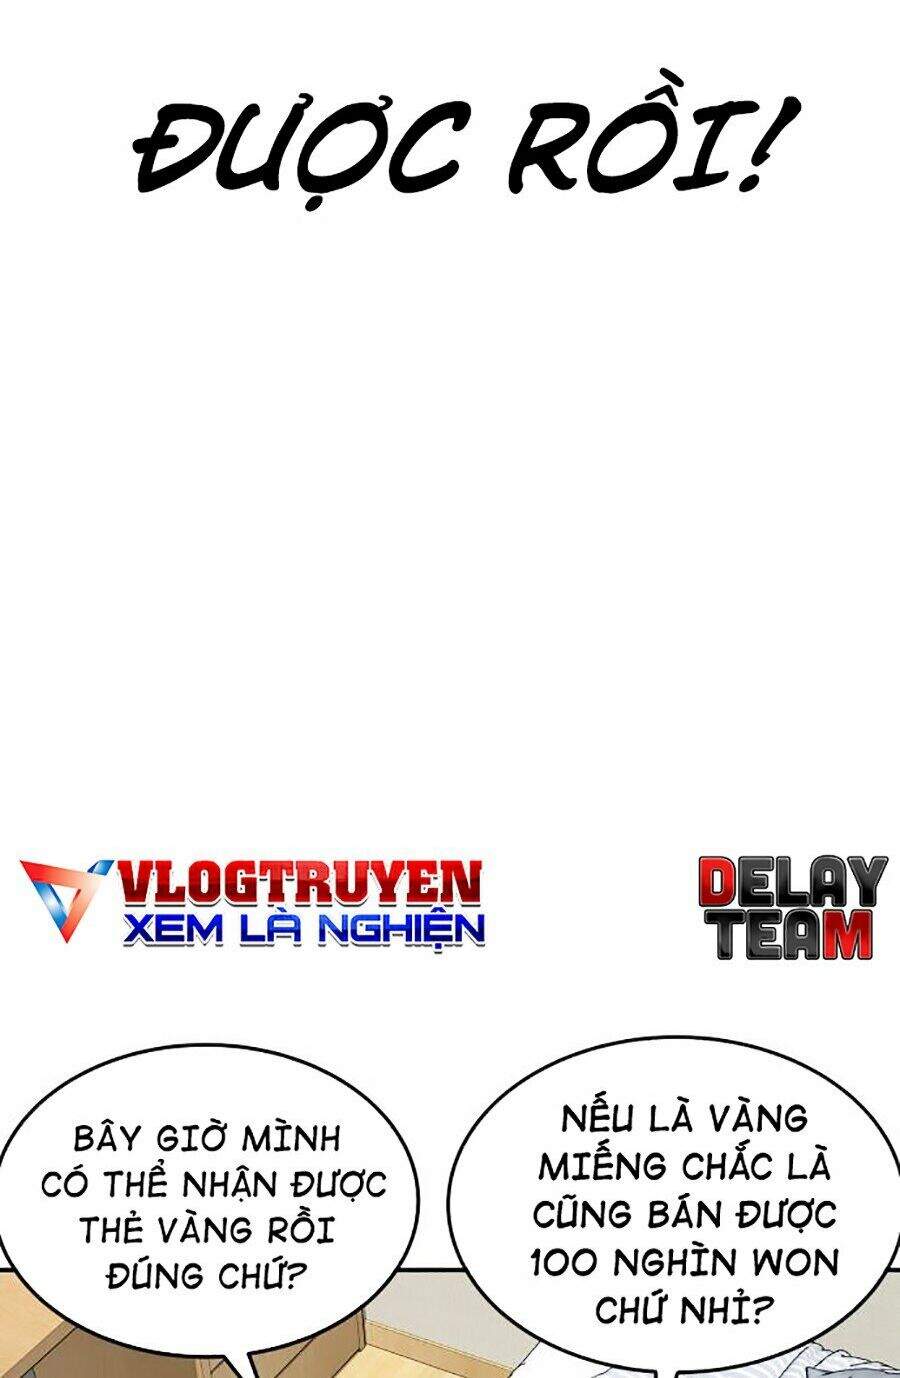 ĐƯỢC RỒI!
VLOGTRUYEN
XEM LÀ NGHIỆN
DELAY
TEAM
BÂY GIỜ MÌNH
CÓ THỂ NHẬN ĐƯỢC
THẺ VÀNG RỒI
ĐÚNG CHỨ?
NẾU LÀ VÀNG
MIẾNG CHẮC LÀ
CŨNG BÁN ĐƯỢC
100 NGHÌN WON
CHỨ NHỈ?